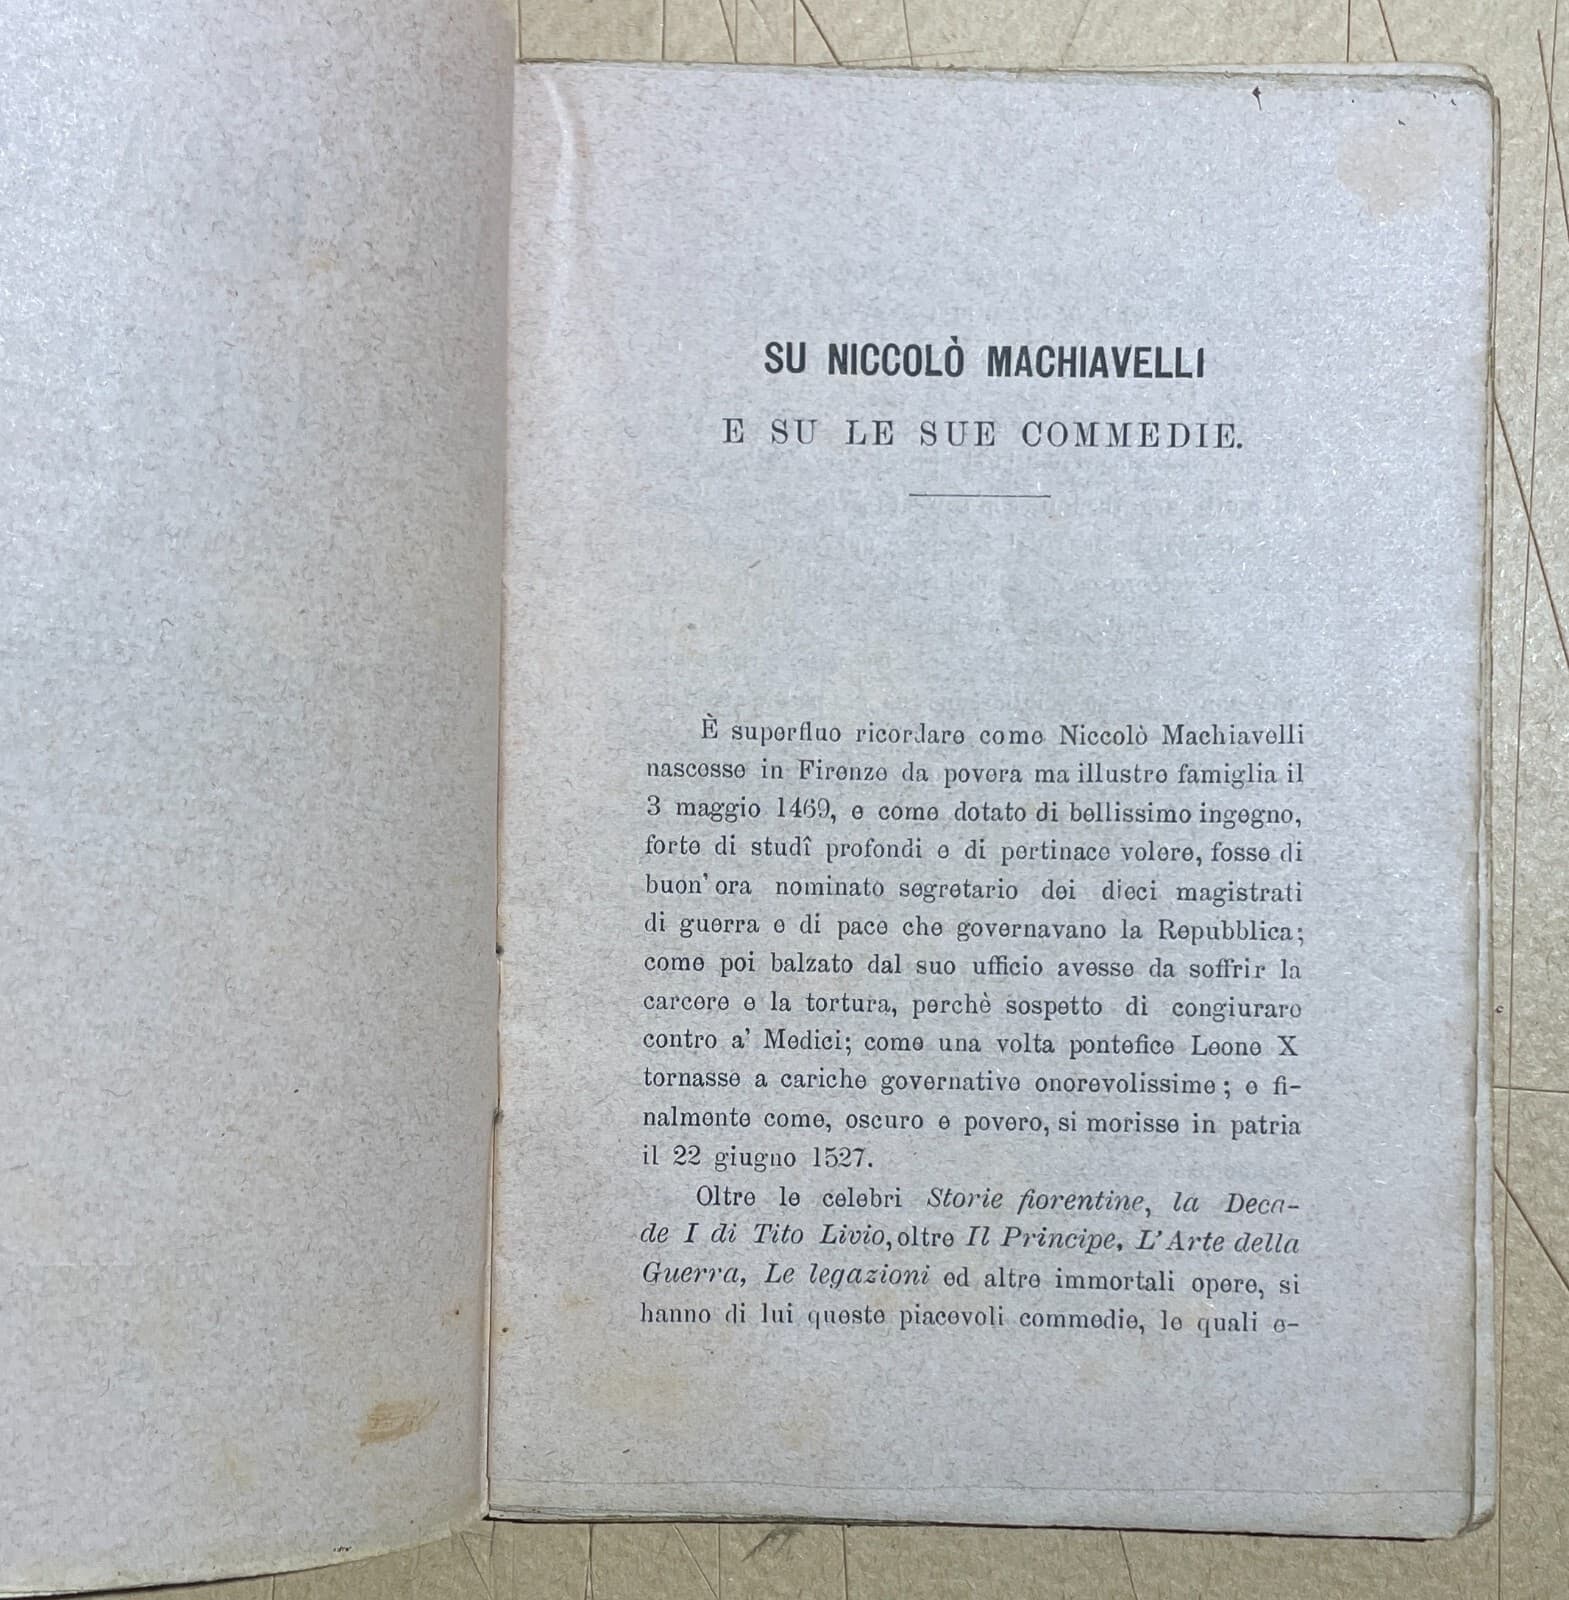 SU NICCOLÒ MACHIAVELLI
E SU LE SUE COMMEDIE.
È superfluo ricordare come Niccolò Machiavelli
nascesse in Firenze da povera ma illustre famiglia il
3 maggio 1469, e come dotato di bellissimo ingegno,
forte di studî profondi e di pertinace volere, fosse di
buon' ora nominato segretario dei dieci magistrati
di guerra e di pace che governavano la Repubblica;
come poi balzato dal suo ufficio avesse da soffrir la
carcere e la tortura, perchè sospetto di congiurare
contro a' Medici; come una volta pontefice Leone X
tornasse a cariche governative onorevolissime; e fi-
nalmente come, oscuro e povero, si morisse in patria
il 22 giugno 1527.
Oltre le celebri Storie fiorentine, la Deca-
de I di Tito Livio, oltre Il Principe, L'Arte della
Guerra, Le legazioni ed altre immortali opere, si
hanno di lui queste piacevoli commedie, le quali e-